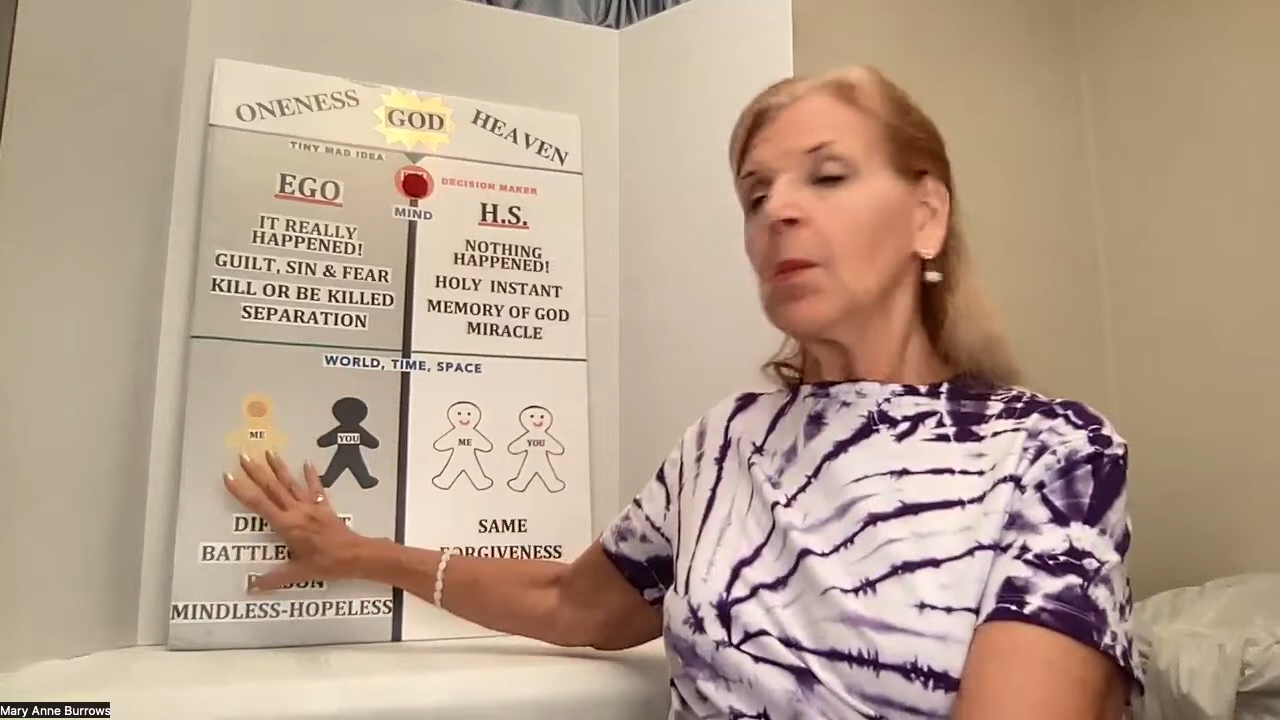 ONENESS GOD HEAVEN
TINY MAD IDEA
EGO
IT REALLY
HAPPENED!
GUILT, SIN & FEAR
KILL OR BE KILLED
SEPARATION
DECISION MAKER
MIND
H.S.
NOTHING
HAPPENED!
HOLY INSTANT
MEMORY OF GOD
MIRACLE
WORLD, TIME, SPACE
ME
YOU
MINDLESS-HOPELESS
ME
YOU
SAME
FORGIVENESS
Mary Anne Burrows